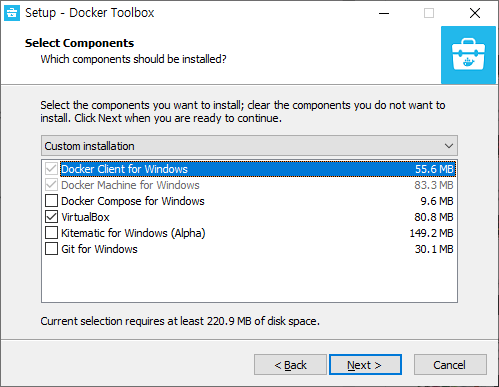 Setup - Docker Toolbox
Select Components
Which components should be installed?
Select the components you want to install; clear the components you do not want to
install. Click Next when you are ready to continue.
Custom installation
Docker Client for Windows 55.6 MB
Docker Machine for Windows 83.3 MB
Docker Compose for Windows 9.6 MB
VirtualBox 80.8 MB
Kitematic for Windows (Alpha) 149.2 MB
Git for Windows 30.1 MB
Current selection requires at least 220.9 MB of disk space.
< Back Next > Cancel